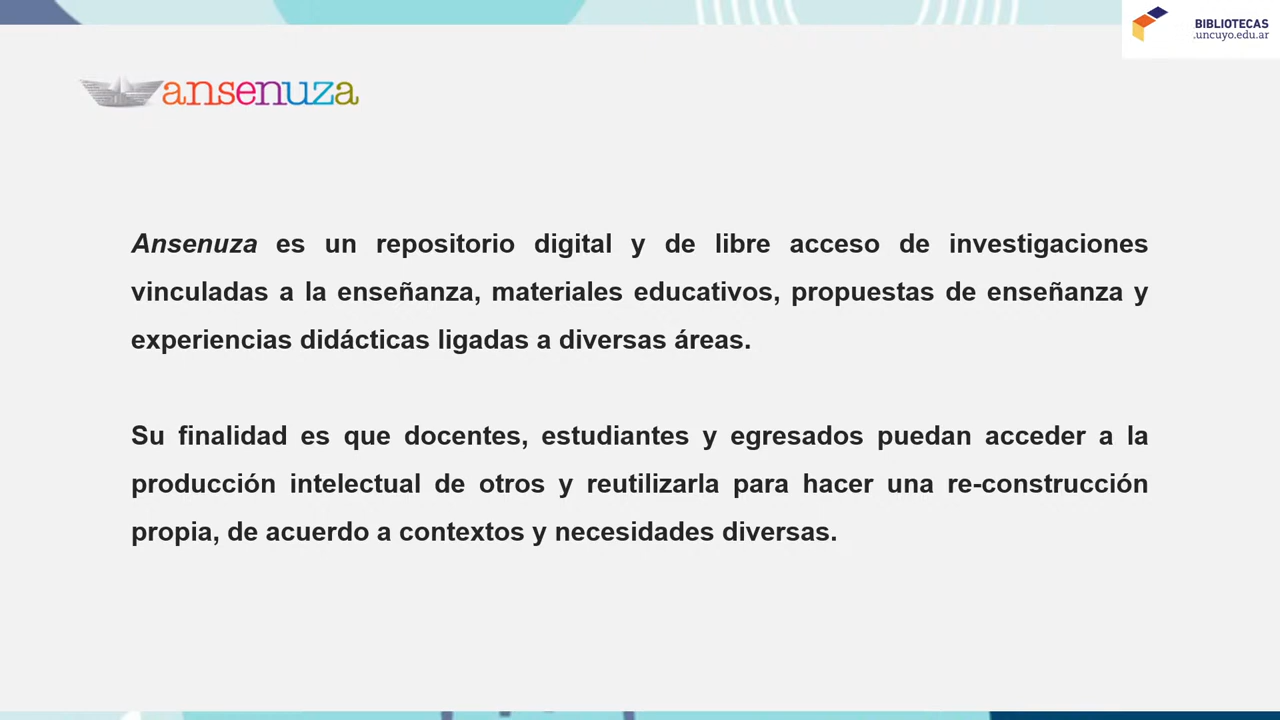 BIBLIOTECAS
.uncuyo.edu.ar
ansenuza
Ansenuza es un repositorio digital y de libre acceso de investigaciones
vinculadas a la enseñanza, materiales educativos, propuestas de enseñanza y
experiencias didácticas ligadas a diversas áreas.
Su finalidad es que docentes, estudiantes y egresados puedan acceder a la
producción intelectual de otros y reutilizarla para hacer una re-construcción
propia, de acuerdo a contextos y necesidades diversas.